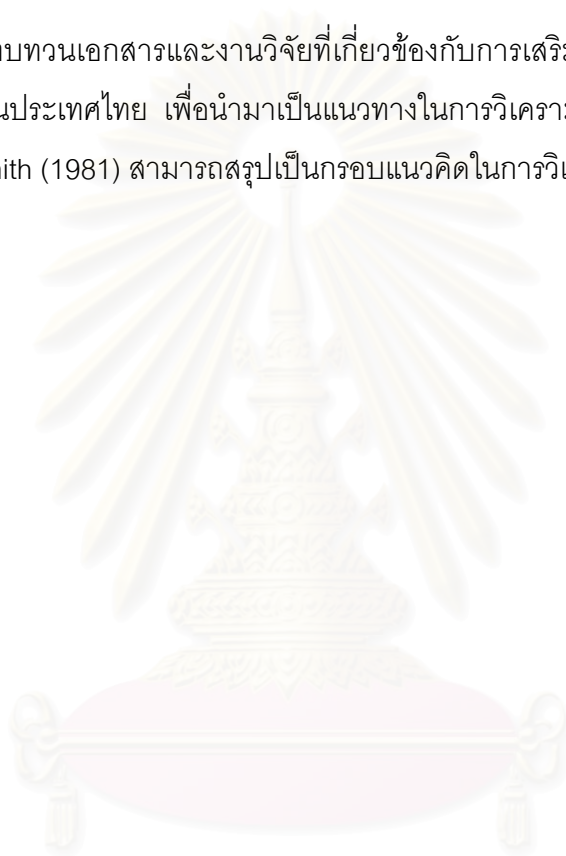 บทวนเอกสารและงานวิจัยที่เกี่ยวข้องกับการเสริม
นประเทศไทย เพื่อนำมาเป็นแนวทางในการวิเครา
ith (1981) สามารถสรุปเป็นกรอบแนวคิดในการวิเ